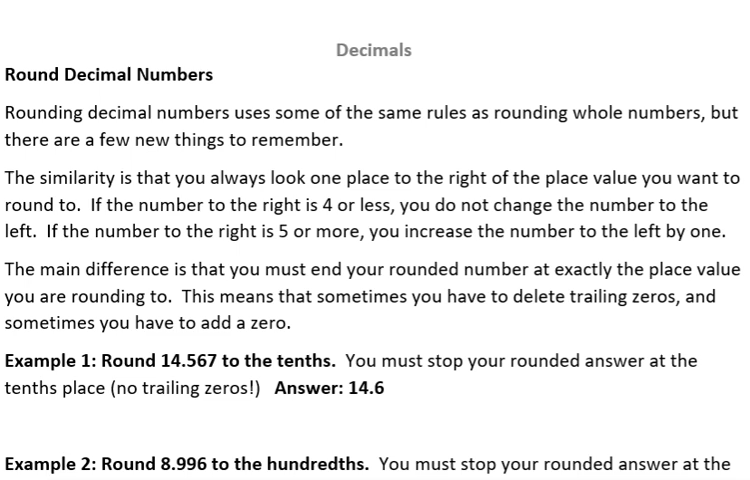 Decimals
Round Decimal Numbers
Rounding decimal numbers uses some of the same rules as rounding whole numbers, but
there are a few new things to remember.
The similarity is that you always look one place to the right of the place value you want to
round to.  If the number to the right is 4 or less, you do not change the number to the
left.  If the number to the right is 5 or more, you increase the number to the left by one.
The main difference is that you must end your rounded number at exactly the place value
you are rounding to.  This means that sometimes you have to delete trailing zeros, and
sometimes you have to add a zero.
Example 1: Round 14.567 to the tenths.  You must stop your rounded answer at the
tenths place (no trailing zeros!)   Answer: 14.6
Example 2: Round 8.996 to the hundredths.  You must stop your rounded answer at the